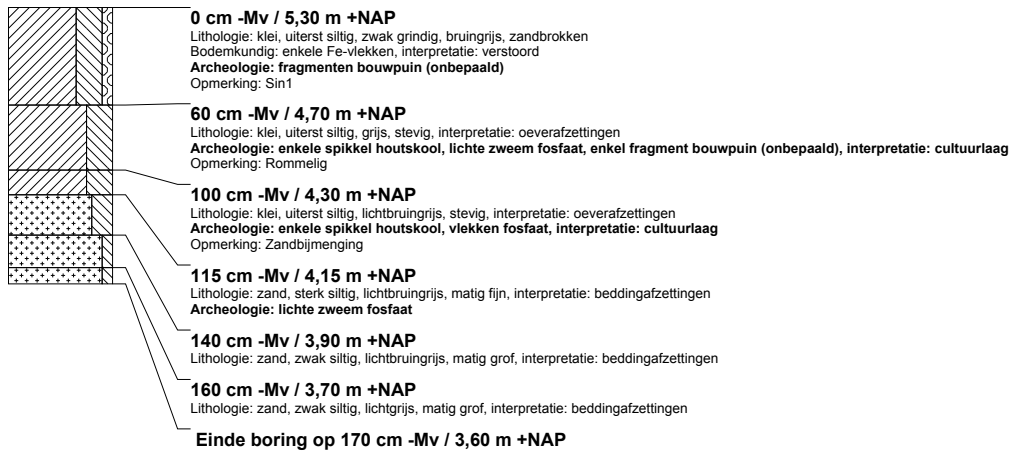 0 cm -Mv / 5,30 m +NAP
Lithologie: klei, uiterst siltig, zwak grindig, bruingrijs, zandbrokken
Bodemkundig: enkele Fe-vlekken, interpretatie: verstoord
Archeologie: fragmenten bouwpuin (onbepaald)
Opmerking: Sin1
60 cm -Mv / 4,70 m +NAP
Lithologie: klei, uiterst siltig, grijs, stevig, interpretatie: oeverafzettingen
Archeologie: enkele spikkel houtskool, lichte zweem fosfaat, enkel fragment bouwpuin (onbepaald), interpretatie: cultuurlaag
Opmerking: Rommelig
100 cm -Mv / 4,30 m +NAP
Lithologie: klei, uiterst siltig, lichtbruingrijs, stevig, interpretatie: oeverafzettingen
Archeologie: enkele spikkel houtskool, vlekken fosfaat, interpretatie: cultuurlaag
Opmerking: Zandbijmenging
115 cm -Mv / 4,15 m +NAP
Lithologie: zand, sterk siltig, lichtbruingrijs, matig fijn, interpretatie: beddingafzettingen
Archeologie: lichte zweem fosfaat
140 cm -Mv / 3,90 m +NAP
Lithologie: zand, zwak siltig, lichtbruingrijs, matig grof, interpretatie: beddingafzettingen
160 cm -Mv / 3,70 m +NAP
Lithologie: zand, zwak siltig, lichtgrijs, matig grof, interpretatie: beddingafzettingen
Einde boring op 170 cm -Mv / 3,60 m +NAP